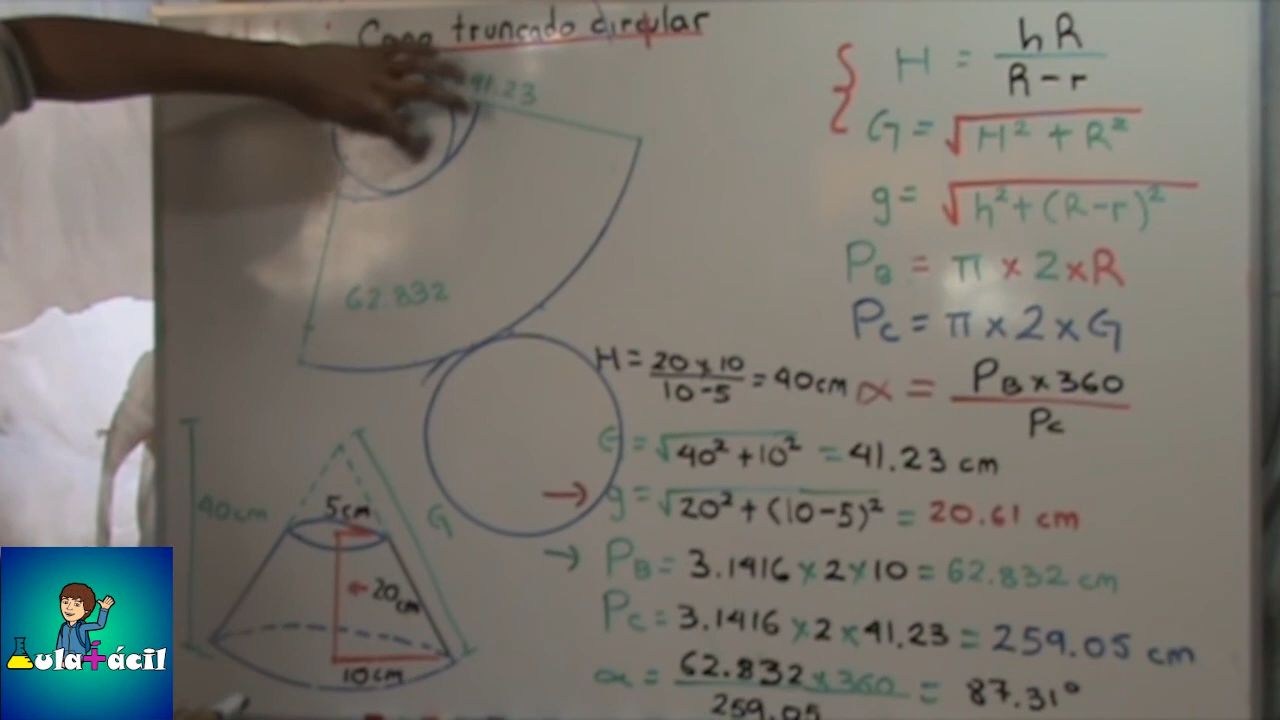 Cono truncado circular
41.23
62.832
H = hR / R-r
G = √H² + R²
g = √h² + (R-r)²
PB = π × 2 × R
PC = π × 2 × G
α = PB × 360 / PC
H = 20 × 10 / 10-5 = 40cm
G = √40² + 10² = 41.23 cm
→ g = √20² + (10-5)² = 20.61 cm
→ PB = 3.1416 × 2 × 10 = 62.832 cm
PC = 3.1416 × 2 × 41.23 = 259.05 cm
α = 62.832 × 360 / 259.05 = 87.31°
40cm
5cm
G
20cm
10cm
Aula+ácil